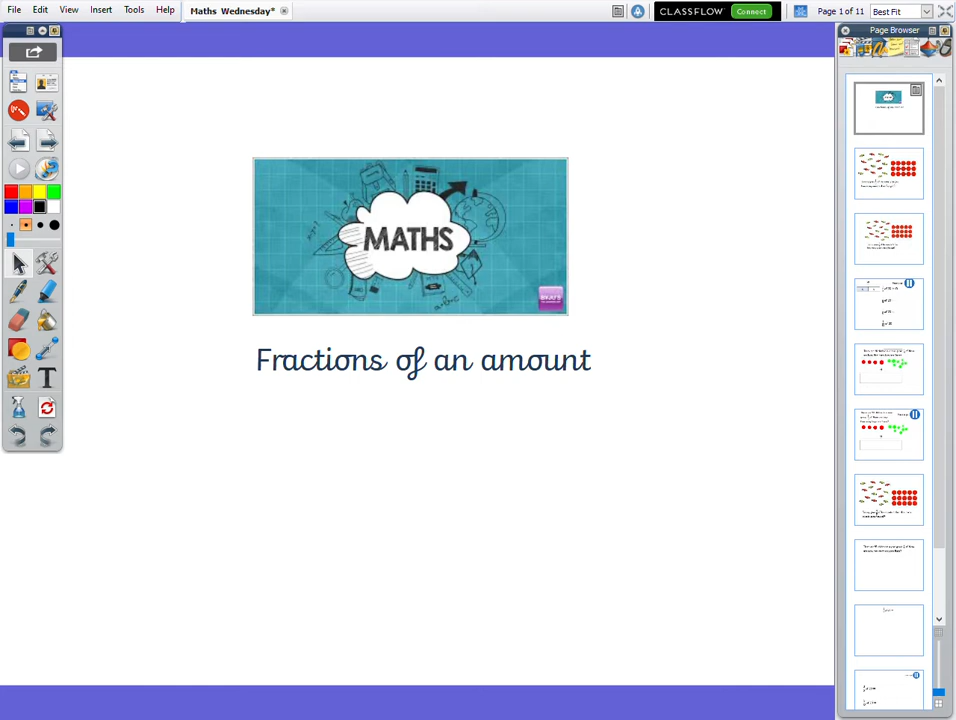 File Edit View Insert Tools Help
Maths Wednesday*
CLASSFLOW Connect
Page 1 of 11
Best Fit
Page Browser
MATHS
Fractions of an amount